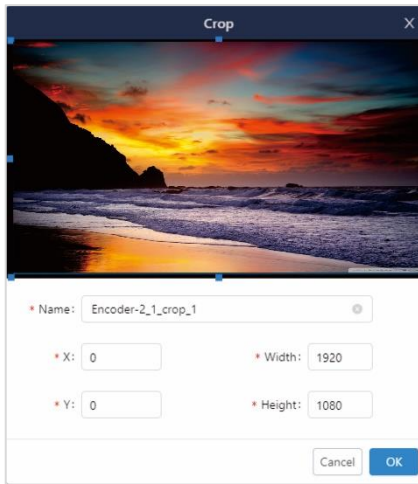 Crop X
* Name: Encoder-2_1_crop_1
* X: 0 * Width: 1920
* Y: 0 * Height: 1080
Cancel OK